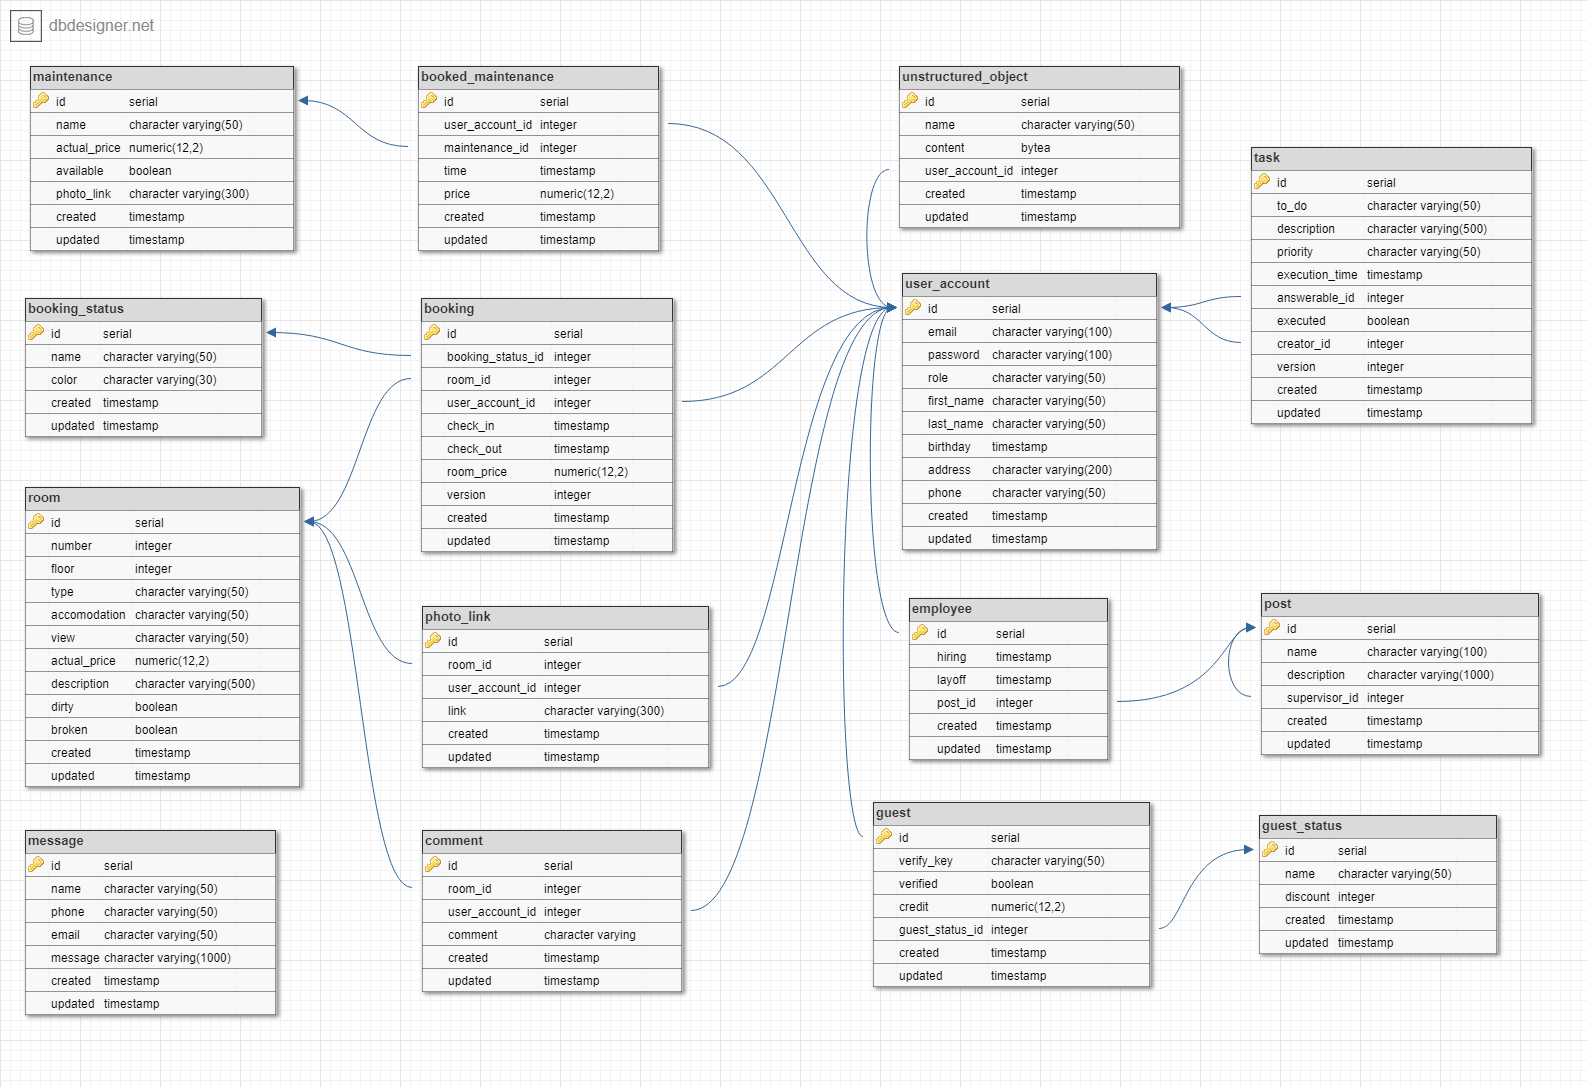 dbdesigner.net
maintenance
id serial
name character varying(50)
actual_price numeric(12,2)
available boolean
photo_link character varying(300)
created timestamp
updated timestamp
booked_maintenance
id serial
user_account_id integer
maintenance_id integer
time timestamp
price numeric(12,2)
created timestamp
updated timestamp
unstructured_object
id serial
name character varying(50)
content bytea
user_account_id integer
created timestamp
updated timestamp
task
id serial
to_do character varying(50)
description character varying(500)
priority character varying(50)
execution_time timestamp
answerable_id integer
executed boolean
creator_id integer
version integer
created timestamp
updated timestamp
booking_status
id serial
name character varying(50)
color character varying(30)
created timestamp
updated timestamp
booking
id serial
booking_status_id integer
room_id integer
user_account_id integer
check_in timestamp
check_out timestamp
room_price numeric(12,2)
version integer
created timestamp
updated timestamp
user_account
id serial
email character varying(100)
password character varying(100)
role character varying(50)
first_name character varying(50)
last_name character varying(50)
birthday timestamp
address character varying(200)
phone character varying(50)
created timestamp
updated timestamp
room
id serial
number integer
floor integer
type character varying(50)
accomodation character varying(50)
view character varying(50)
actual_price numeric(12,2)
description character varying(500)
dirty boolean
broken boolean
created timestamp
updated timestamp
photo_link
id serial
room_id integer
user_account_id integer
link character varying(300)
created timestamp
updated timestamp
employee
id serial
hiring timestamp
layoff timestamp
post_id integer
created timestamp
updated timestamp
post
id serial
name character varying(100)
description character varying(1000)
supervisor_id integer
created timestamp
updated timestamp
message
id serial
name character varying(50)
phone character varying(50)
email character varying(50)
message character varying(1000)
created timestamp
updated timestamp
comment
id serial
room_id integer
user_account_id integer
comment character varying
created timestamp
updated timestamp
guest
id serial
verify_key character varying(50)
verified boolean
credit numeric(12,2)
guest_status_id integer
created timestamp
updated timestamp
guest_status
id serial
name character varying(50)
discount integer
created timestamp
updated timestamp